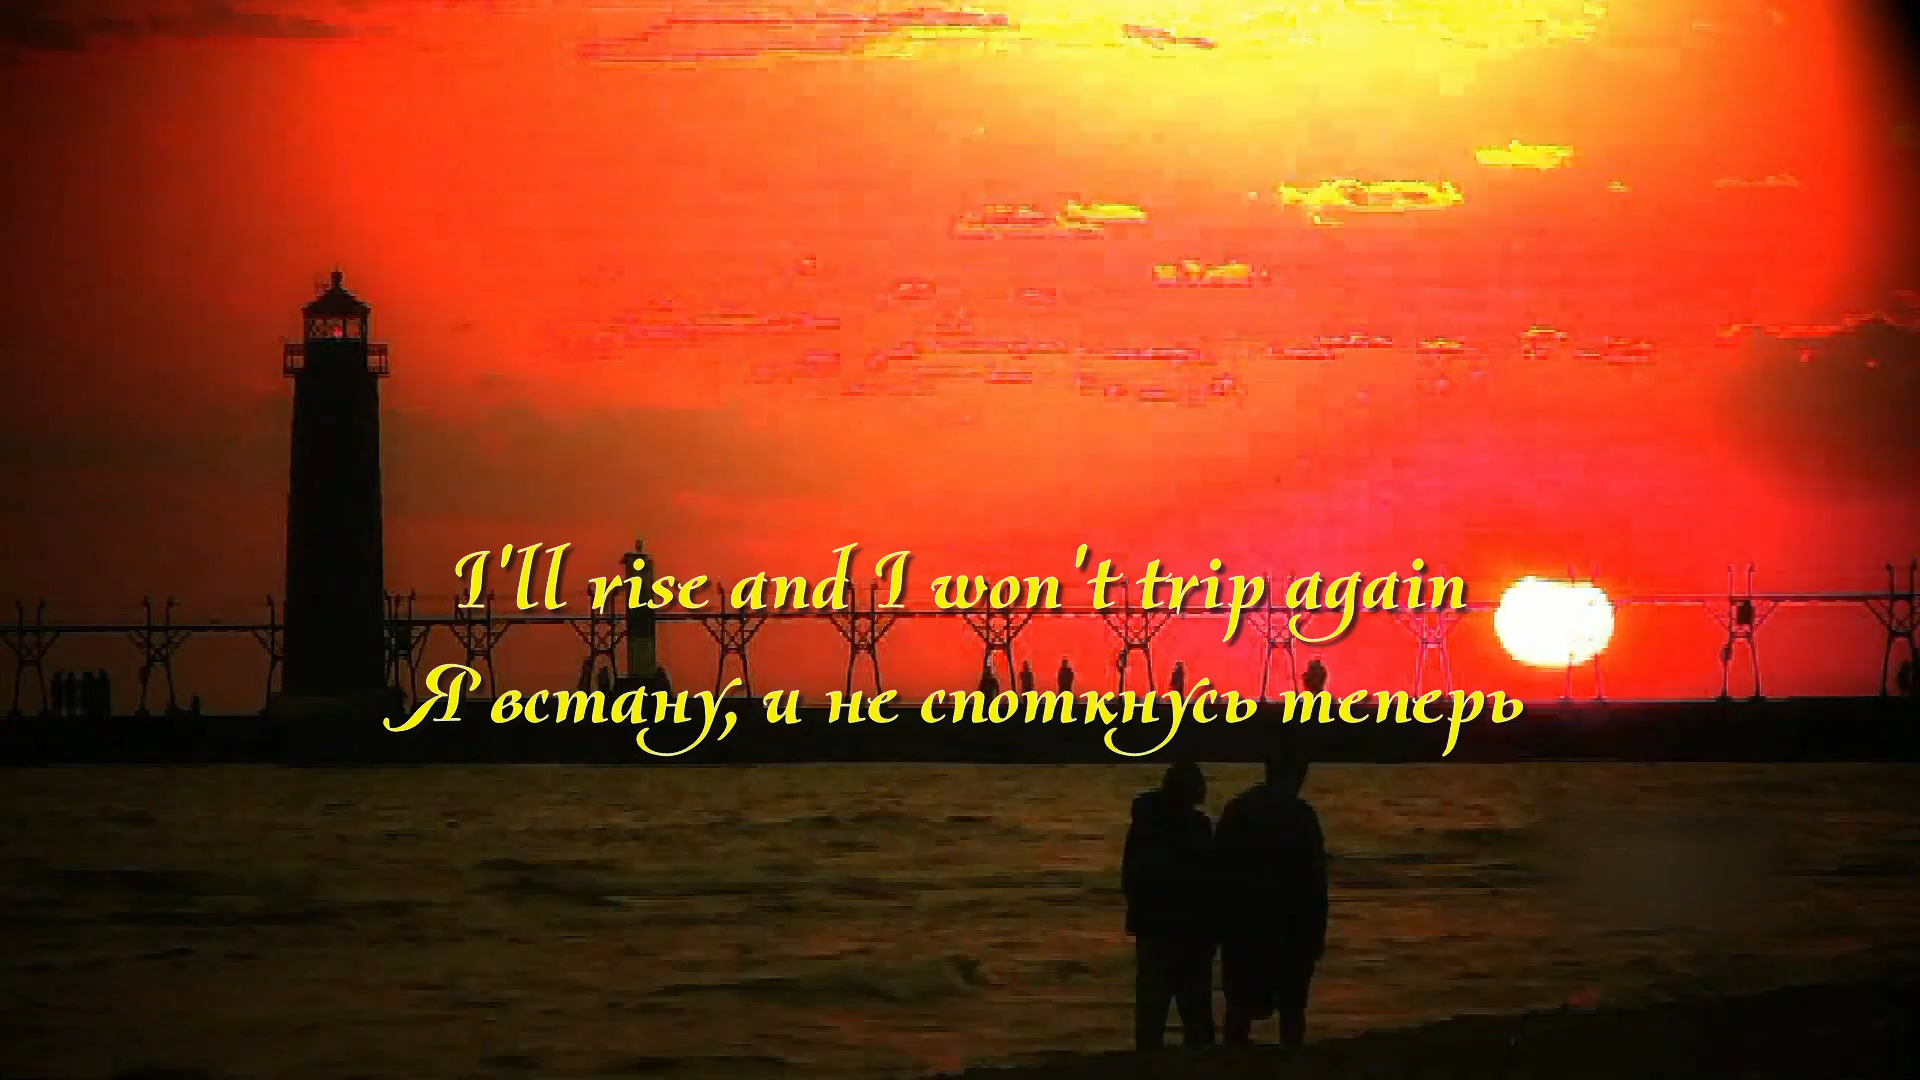 I'll rise and I won't trip again
Я встану, и не споткнусь теперь